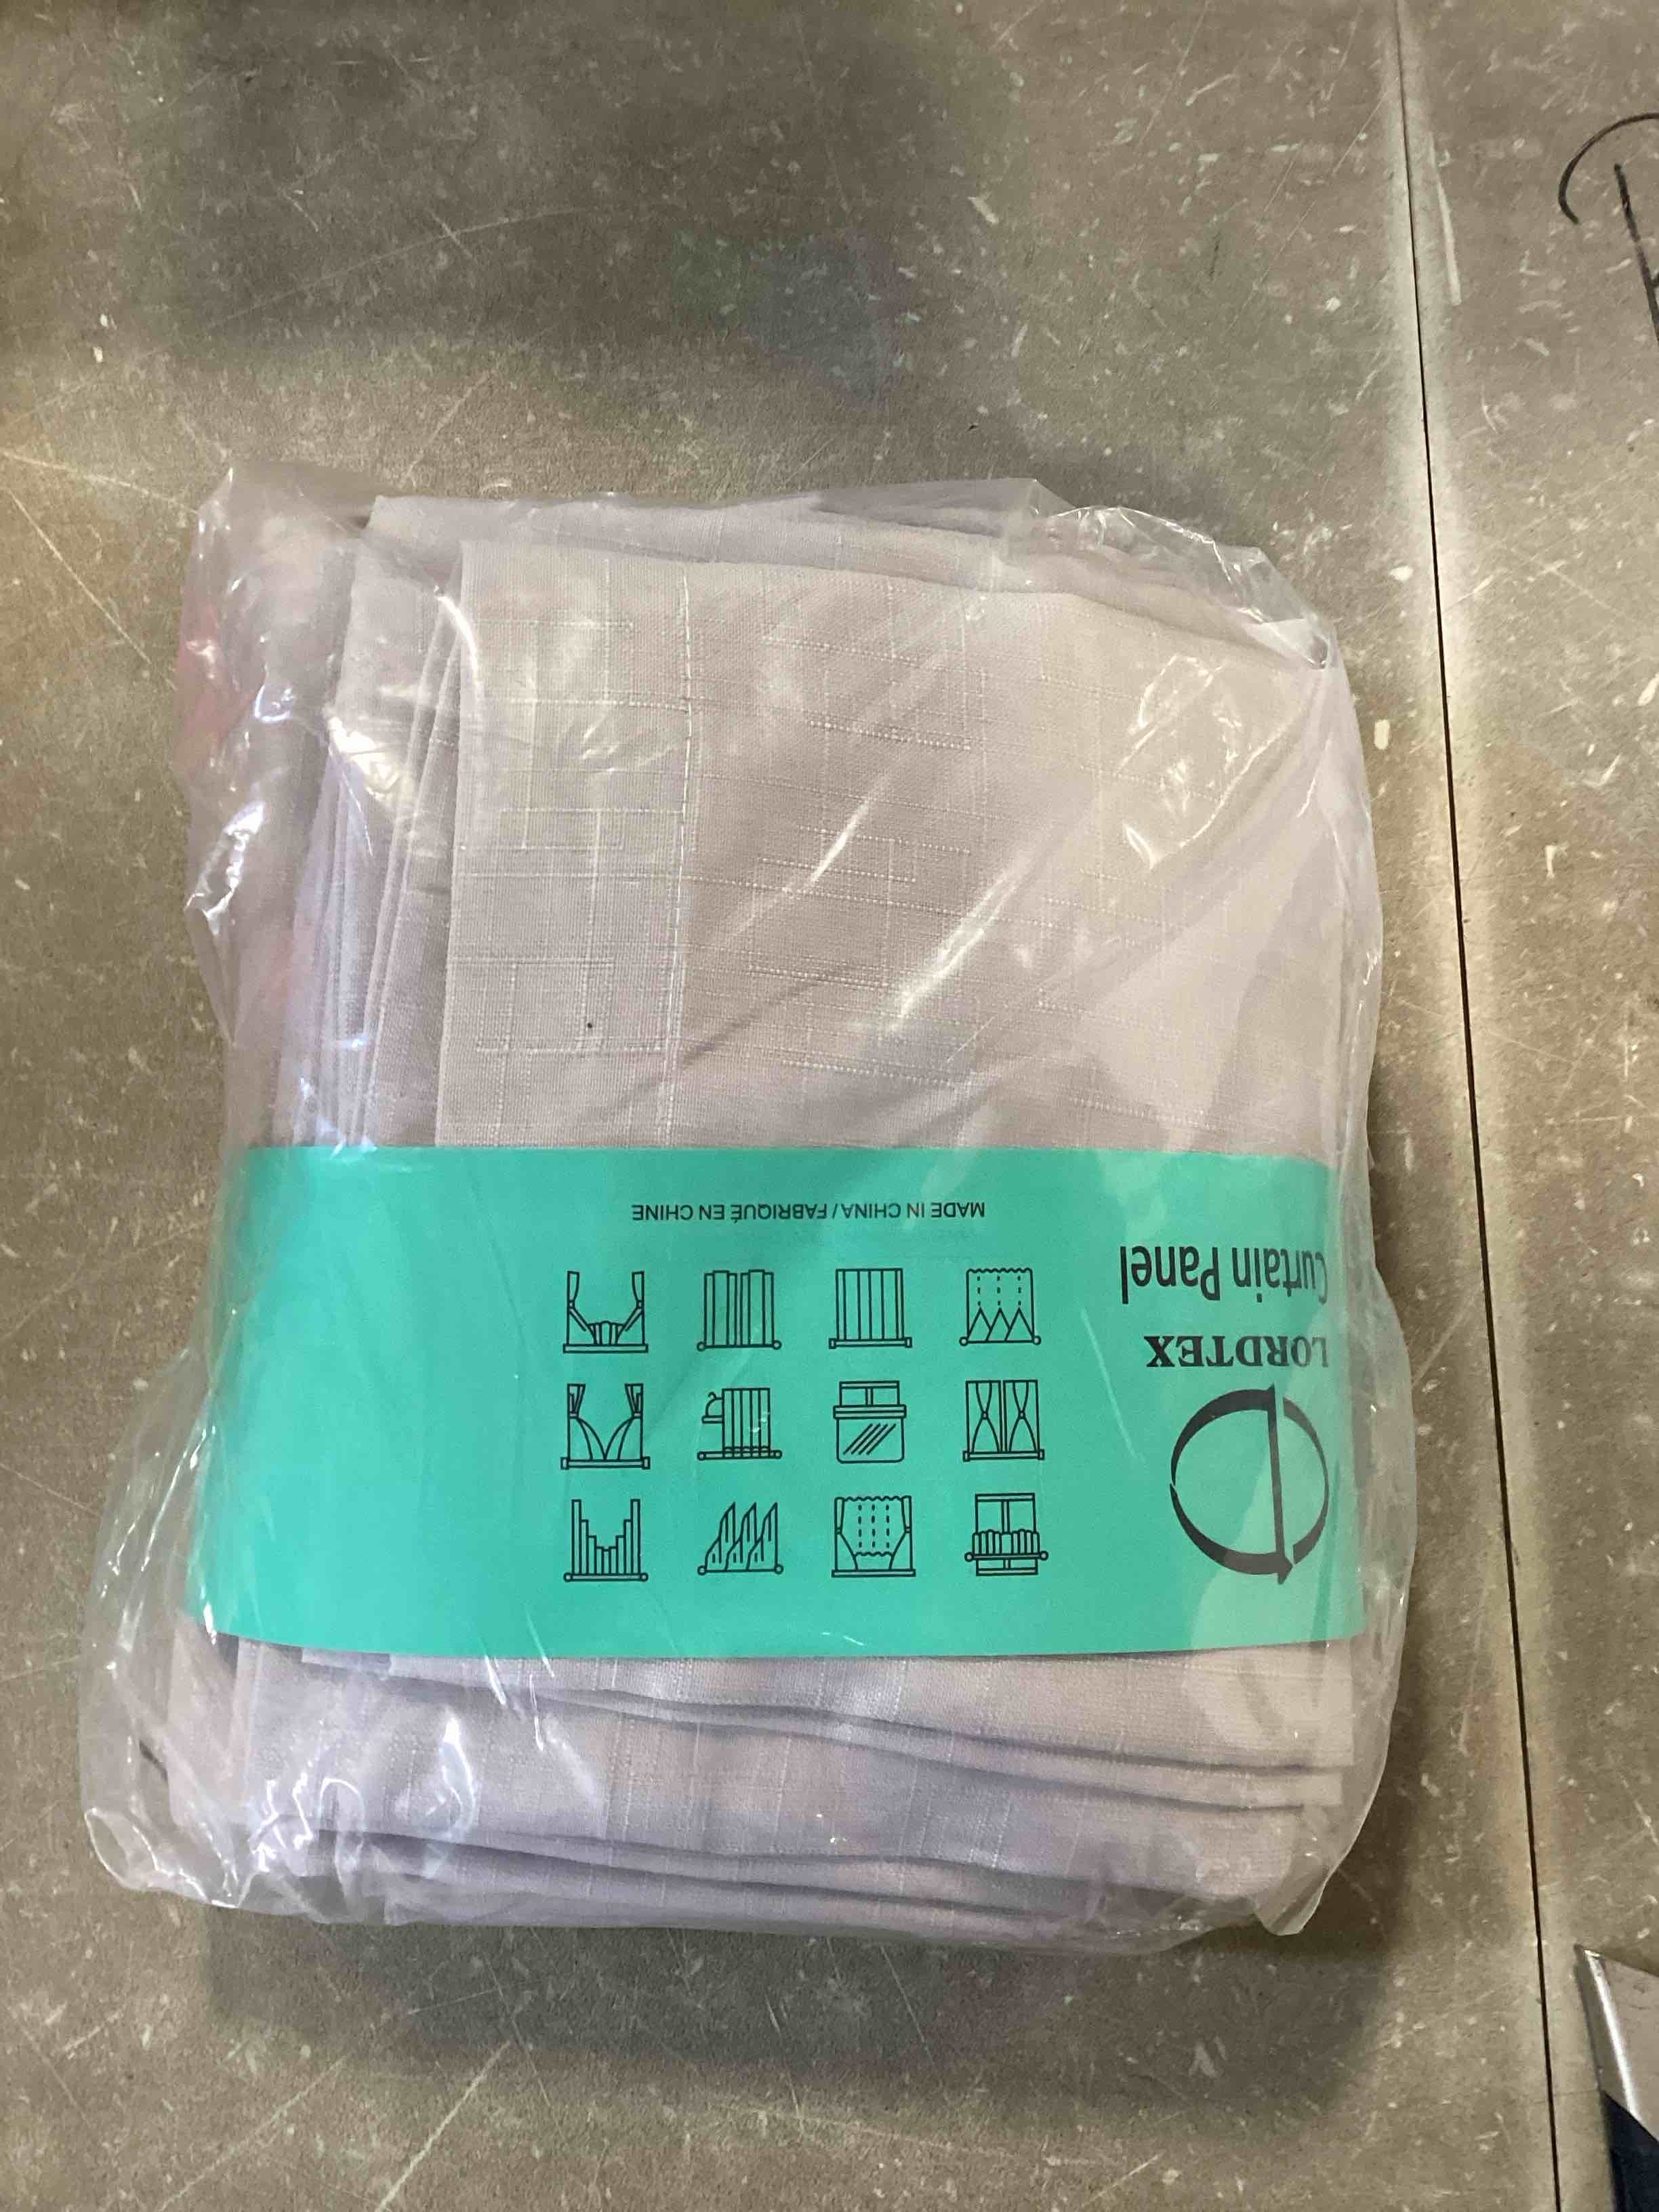 LORDTEX
Curtain Panel
MADE IN CHINA / FABRIQUÉ EN CHINE